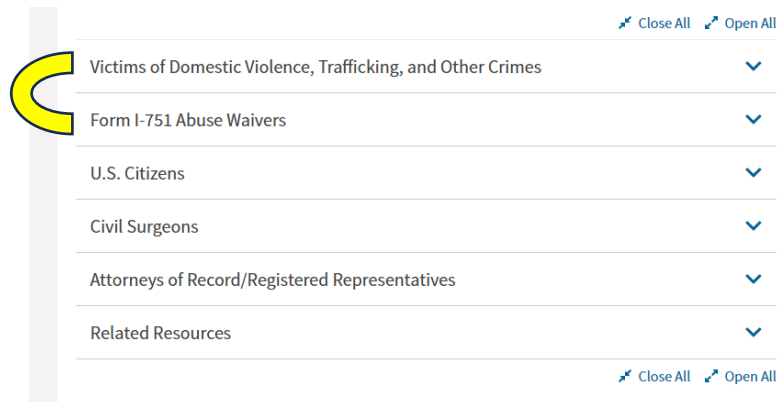 Close All Open All
Victims of Domestic Violence, Trafficking, and Other Crimes
Form I-751 Abuse Waivers
U.S. Citizens
Civil Surgeons
Attorneys of Record/Registered Representatives
Related Resources
Close All Open All